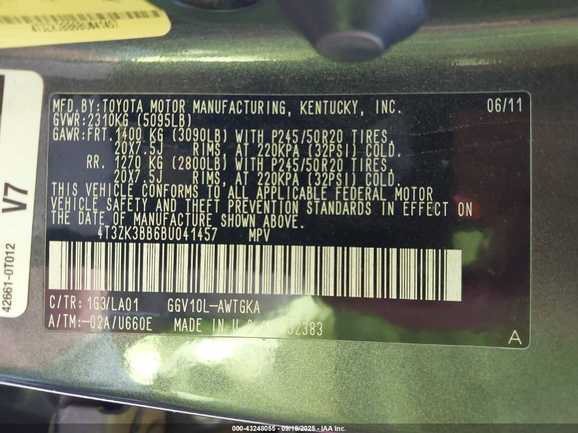 4T3ZK3BB6BU041457
MFD.BY:TOYOTA MOTOR MANUFACTURING, KENTUCKY, INC. 06/11
GVWR:2310KG (5095LB)
GAWR:FRT. 1400 KG (3090LB) WITH P245/50R20 TIRES,
20X7.5J RIMS, AT 220KPA (32PSI) COLD.
RR. 1270 KG (2800LB) WITH P245/50R20 TIRES,
20X7.5J RIMS, AT 220KPA (32PSI) COLD.
THIS VEHICLE CONFORMS TO ALL APPLICABLE FEDERAL MOTOR
VEHICLE SAFETY AND THEFT PREVENTION STANDARDS IN EFFECT ON
THE DATE OF MANUFACTURE SHOWN ABOVE.
4T3ZK3BB6BU041457 MPV
C/TR: 1G3/LA01 GGV10L-AWTGKA
A/TM:-02A/U660E MADE IN U.S 2383
A
V7
42661-0T012
00-43248055 - 09/18/2025 - IAA Inc.